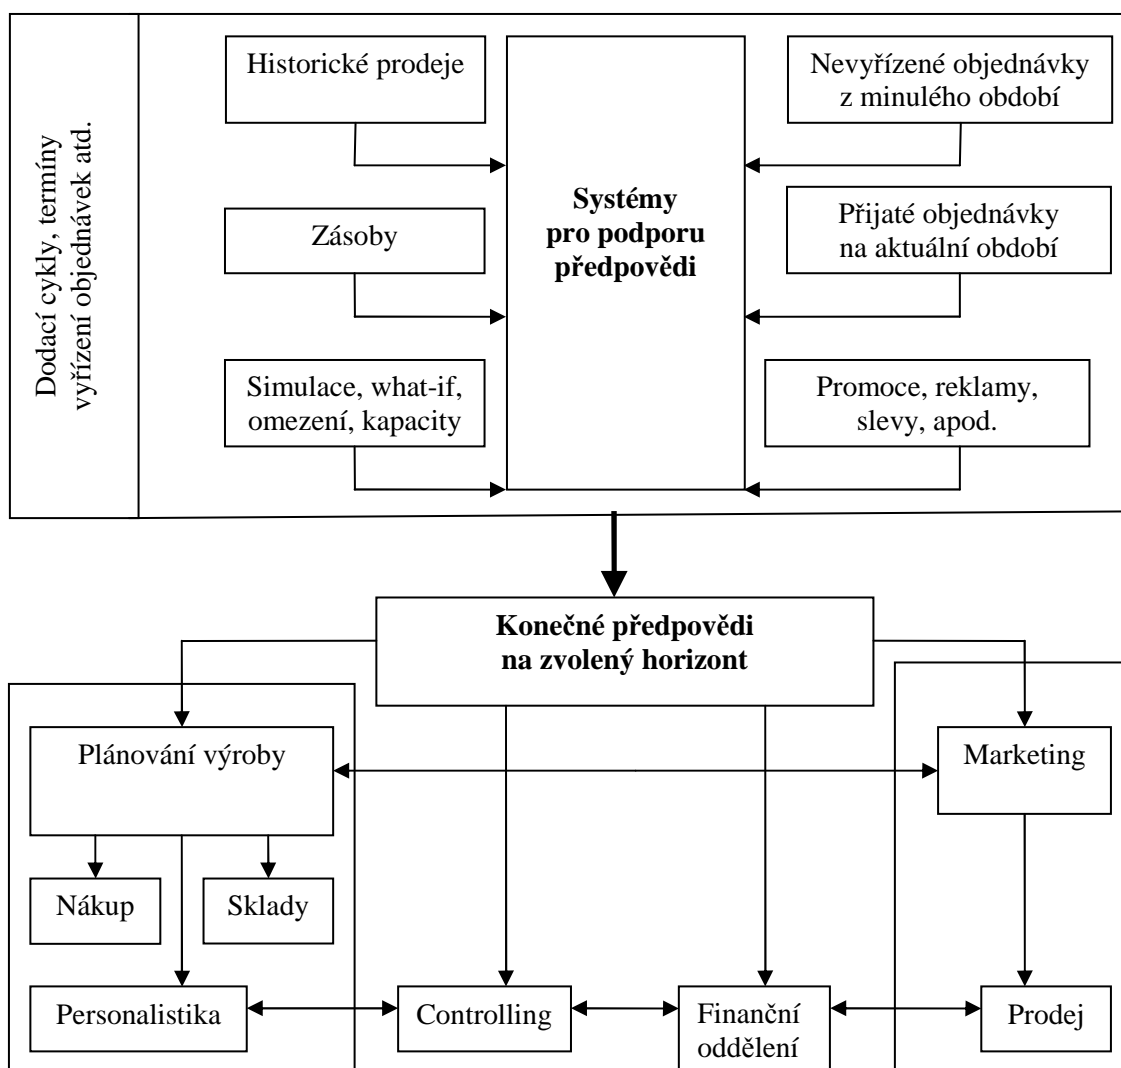 Dodací cykly, termíny
vyřízení objednávek atd.
Historické prodeje
Nevyřízené objednávky
z minulého období
Systémy
pro podporu
předpovědi
Zásoby
Přijaté objednávky
na aktuální období
Simulace, what-if,
omezení, kapacity
Promoce, reklamy,
slevy, apod.
Konečné předpovědi
na zvolený horizont
Plánování výroby
Marketing
Nákup
Sklady
Personalistika
Controlling
Finanční
oddělení
Prodej